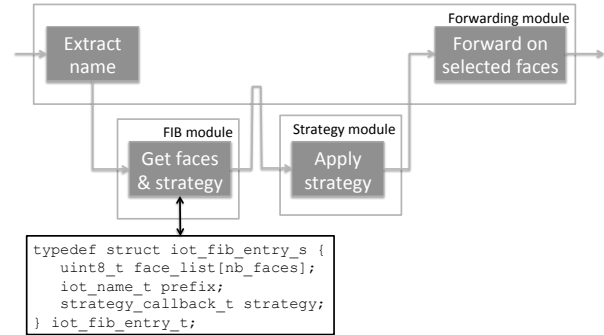 Forwarding module
Extract
name
Forward on
selected faces
FIB module
Get faces
& strategy
Strategy module
Apply
strategy
typedef struct iot_fib_entry_s {
uint8_t face_list[nb_faces];
iot_name_t prefix;
strategy_callback_t strategy;
} iot_fib_entry_t;